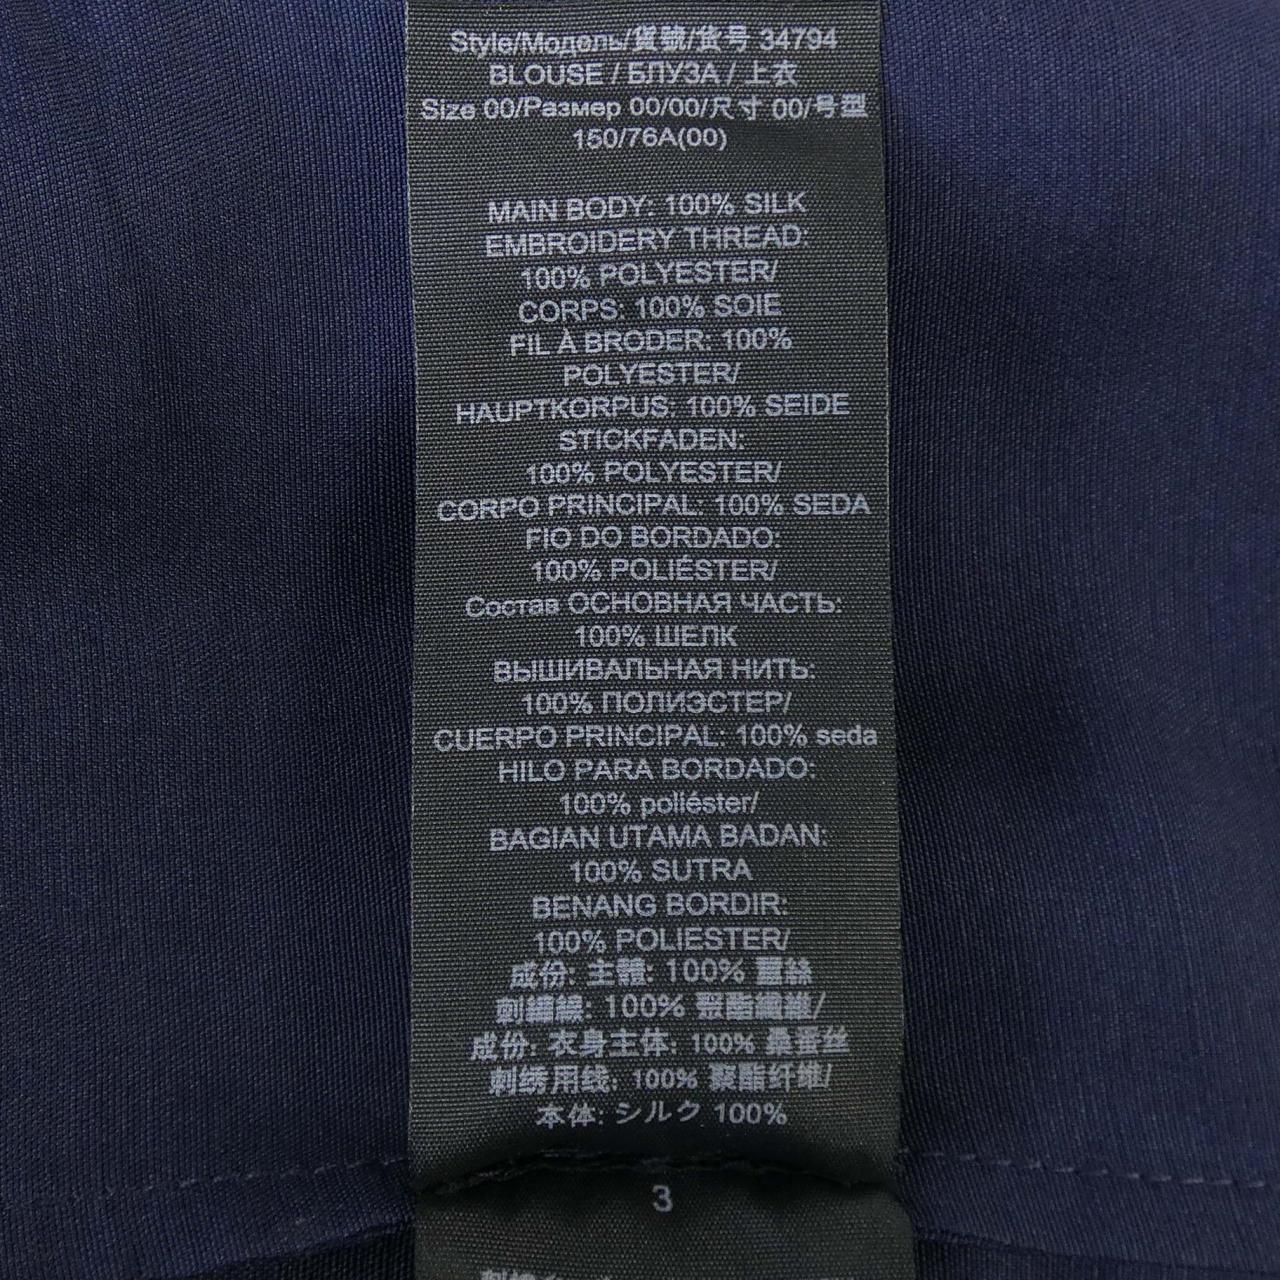 Style/Модель/貨號/货号 34794
BLOUSE / БЛУЗА / 上衣
Size 00/Размер 00/00/尺寸 00/号型
150/76A(00)
MAIN BODY: 100% SILK
EMBROIDERY THREAD:
100% POLYESTER/
CORPS: 100% SOIE
FIL À BRODER: 100%
POLYESTER/
HAUPTKORPUS: 100% SEIDE
STICKFADEN:
100% POLYESTER/
CORPO PRINCIPAL: 100% SEDA
FIO DO BORDADO:
100% POLIÉSTER/
Состав ОСНОВНАЯ ЧАСТЬ:
100% ШЕЛК
ВЫШИВАЛЬНАЯ НИТЬ:
100% ПОЛИЭСТЕР/
CUERPO PRINCIPAL: 100% seda
HILO PARA BORDADO:
100% poliéster/
BAGIAN UTAMA BADAN:
100% SUTRA
BENANG BORDIR:
100% POLIESTER/
成份: 主體: 100% 蠶絲
刺繡線: 100% 聚酯纖維/
成份: 衣身主体: 100% 桑蚕丝
刺绣用线: 100% 聚酯纤维/
本体: シルク 100%
3